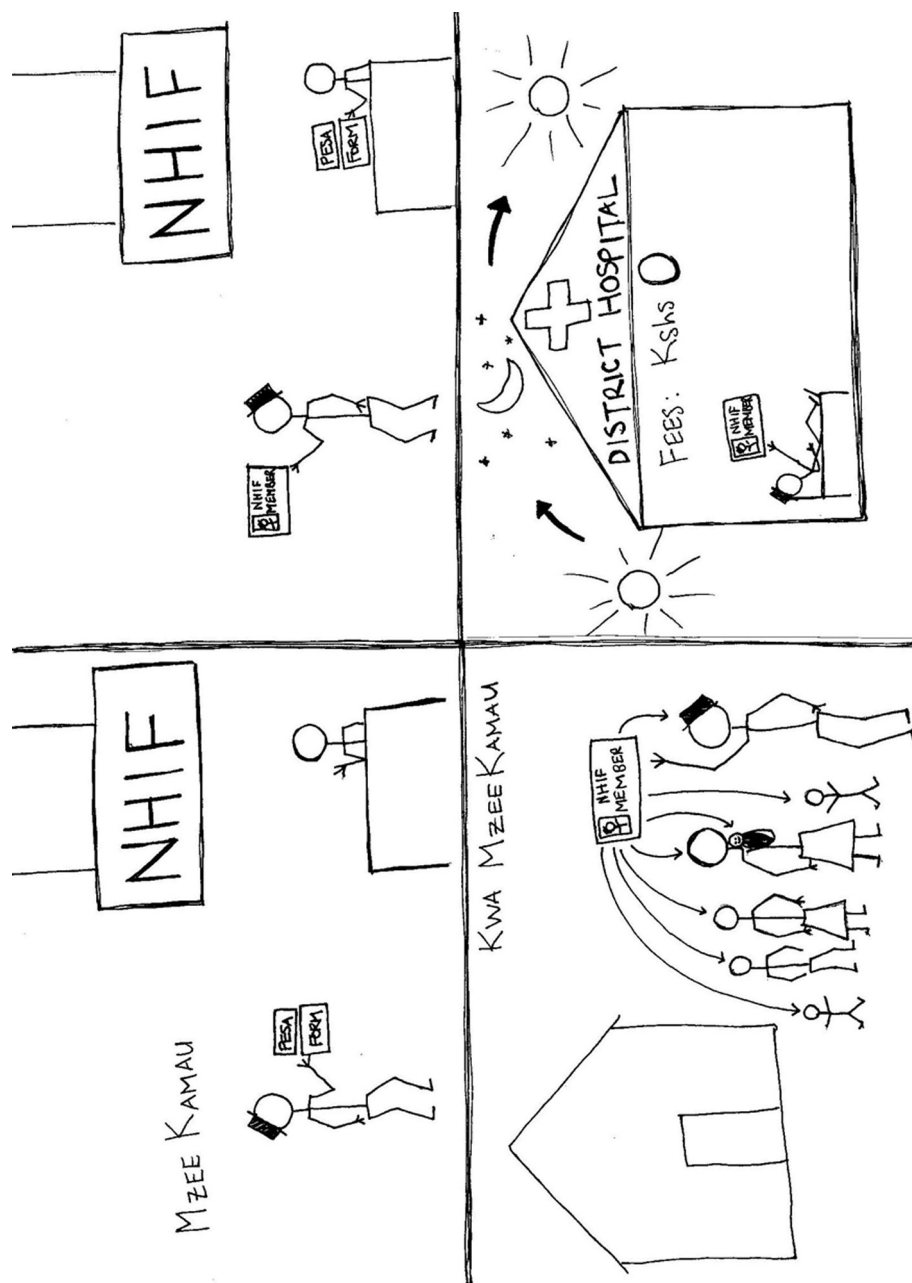 MZEE KAMAU
NHIF
PESA
FORM
NHIF
NHIF
MEMBER
PESA
FORM
KWA MZEE KAMAU
NHIF
MEMBER
DISTRICT HOSPITAL
FEES: Kshs 0
NHIF
MEMBER